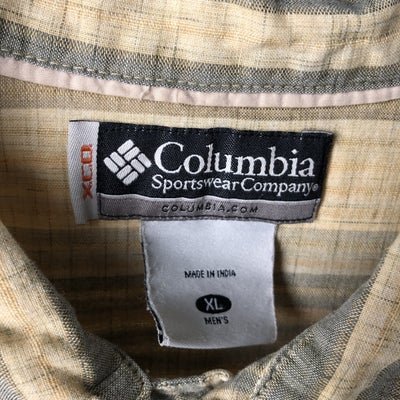 XCO
Columbia
Sportswear Company®
COLUMBIA.COM
MADE IN INDIA
XL
MEN'S